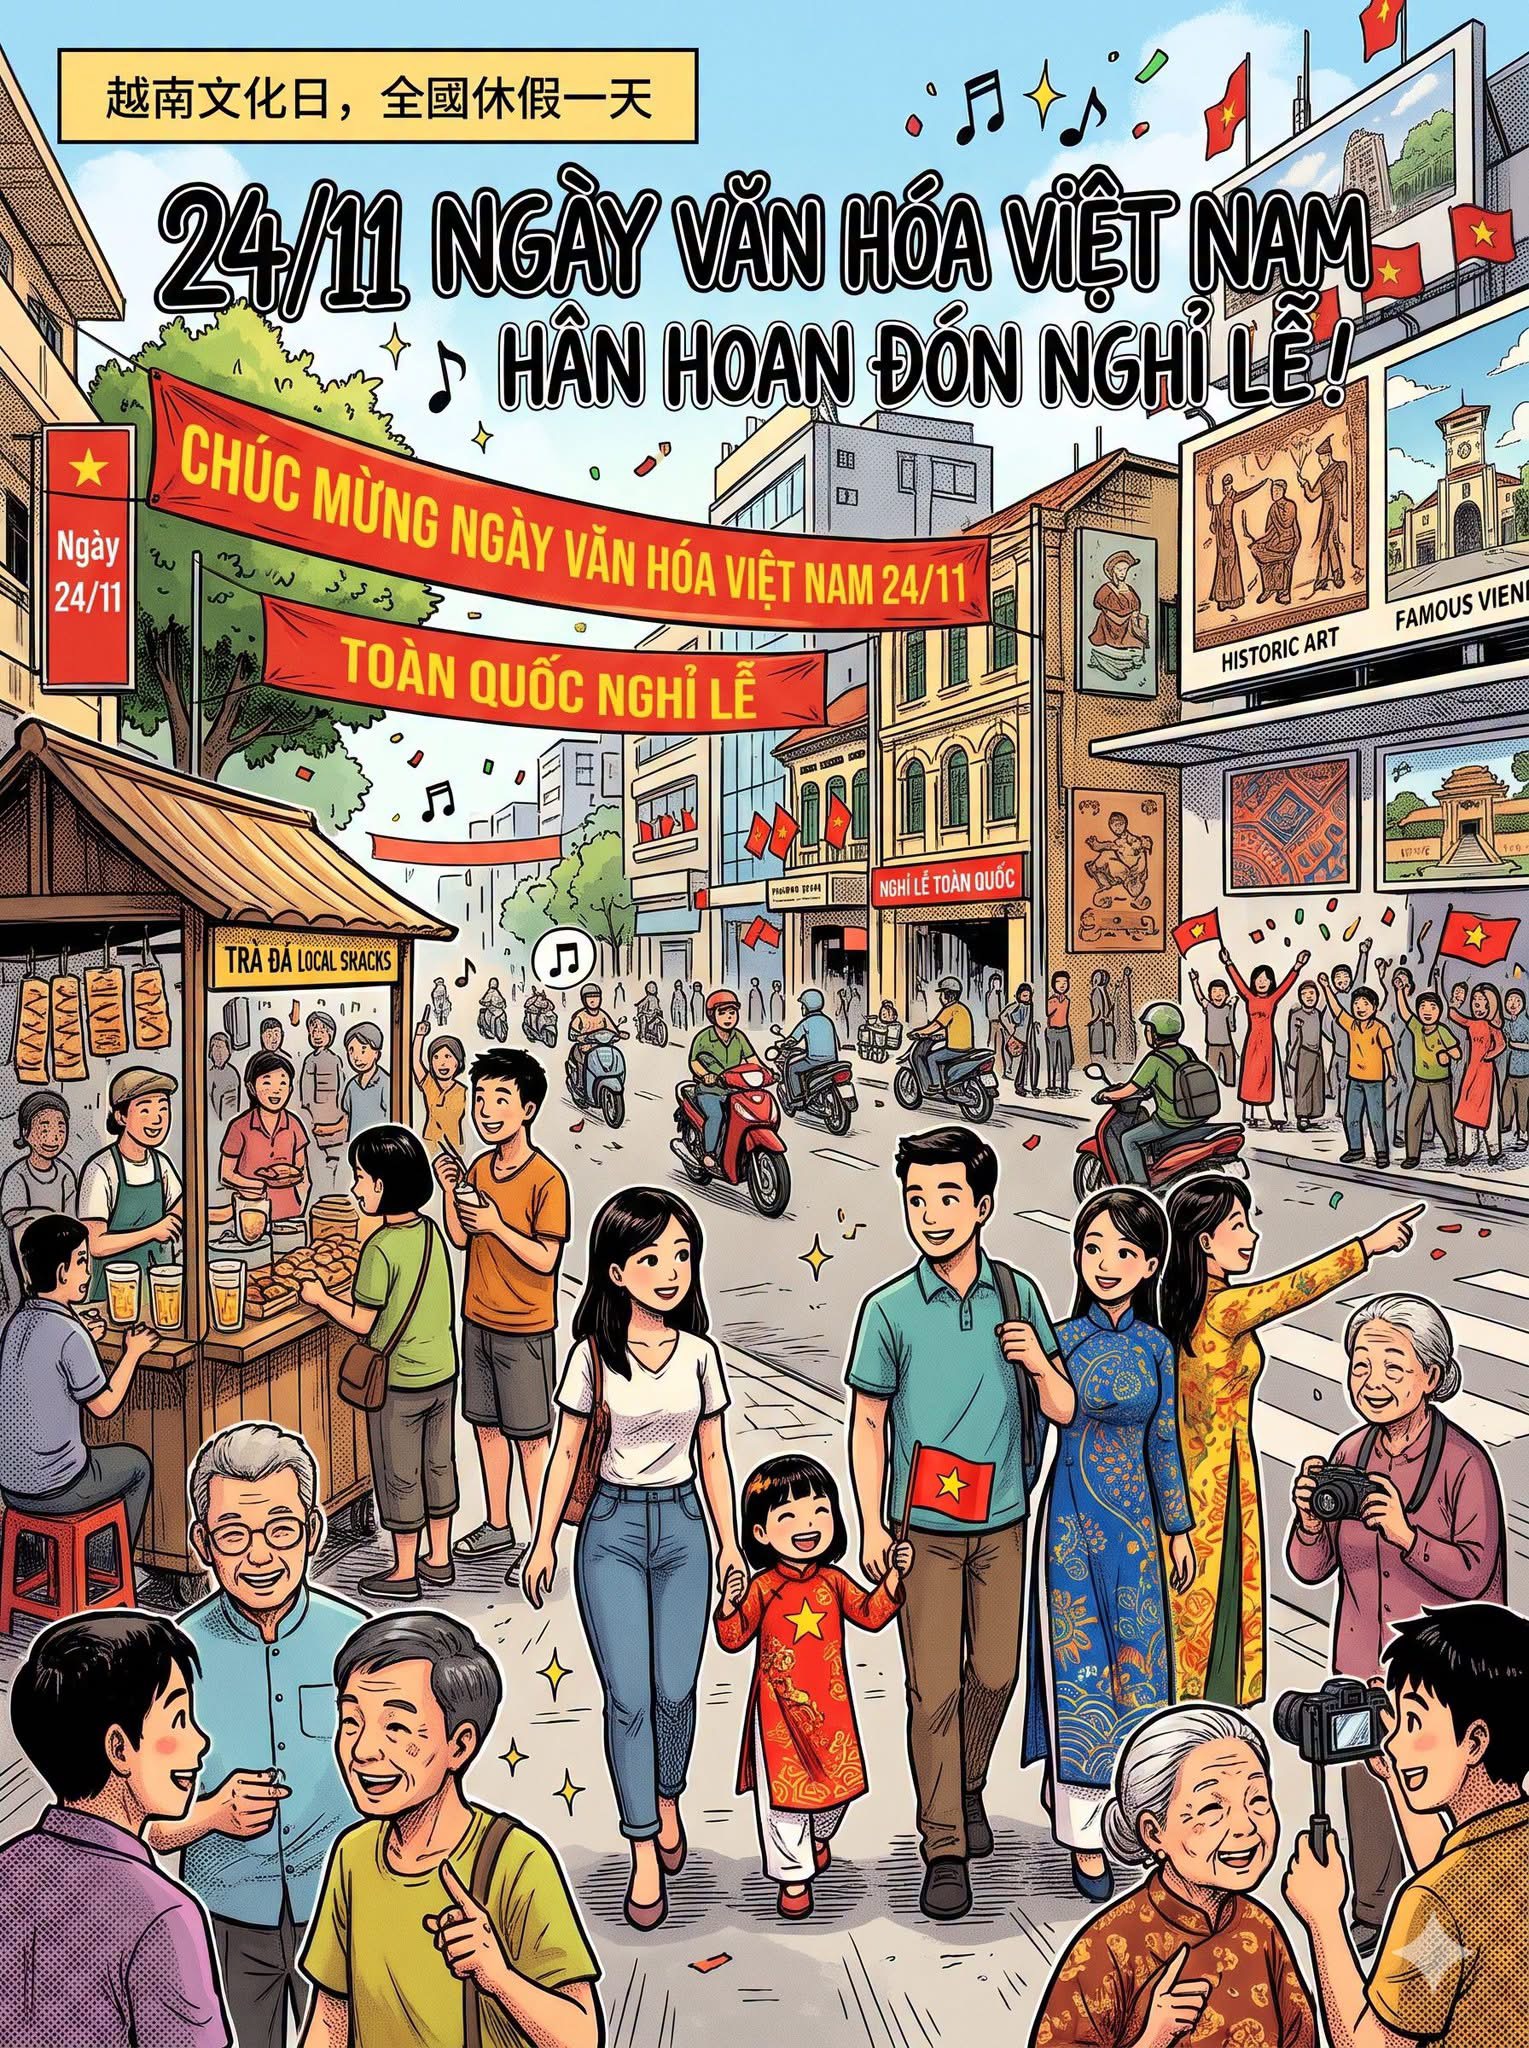 越南文化日，全國休假一天
24/11 NGÀY VĂN HÓA VIỆT NAM
HÂN HOAN ĐÓN NGHỈ LỄ!
CHÚC MỪNG NGÀY VĂN HÓA VIỆT NAM 24/11
Ngày
24/11
TOÀN QUỐC NGHỈ LỄ
HISTORIC ART
FAMOUS VIEN
NGHỈ LỄ TOÀN QUỐC
TRÀ ĐÁ LOCAL SNACKS